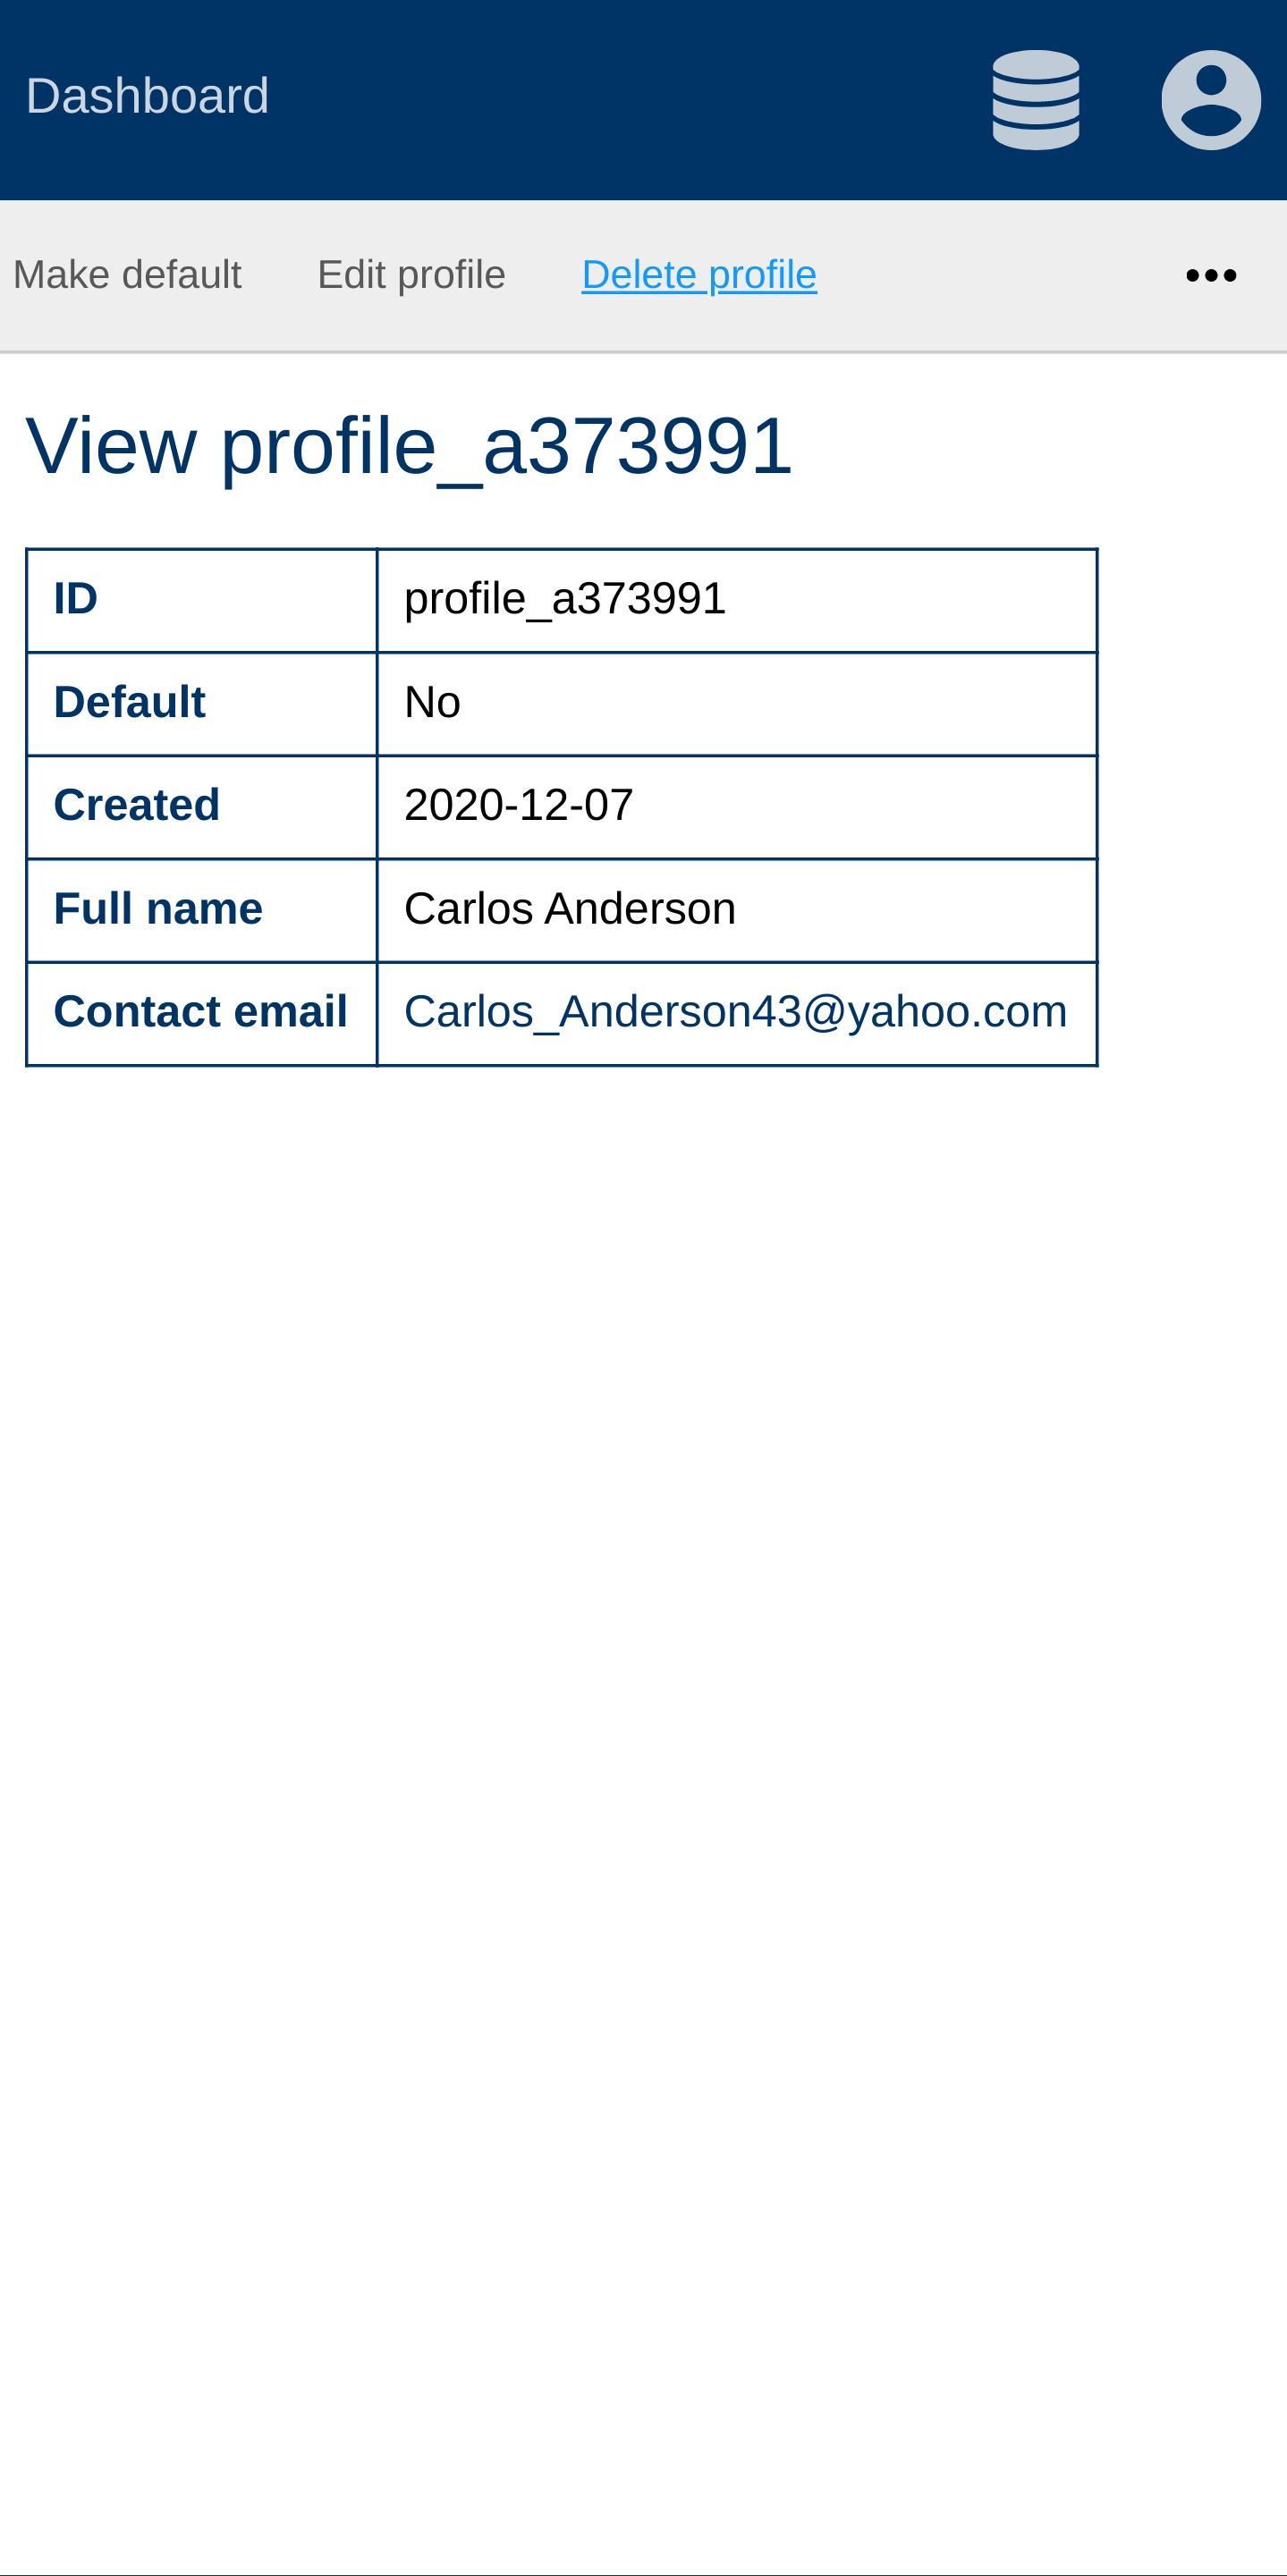 Dashboard
Make default Edit profile Delete profile
View profile_a373991
ID profile_a373991
Default No
Created 2020-12-07
Full name Carlos Anderson
Contact email Carlos_Anderson43@yahoo.com